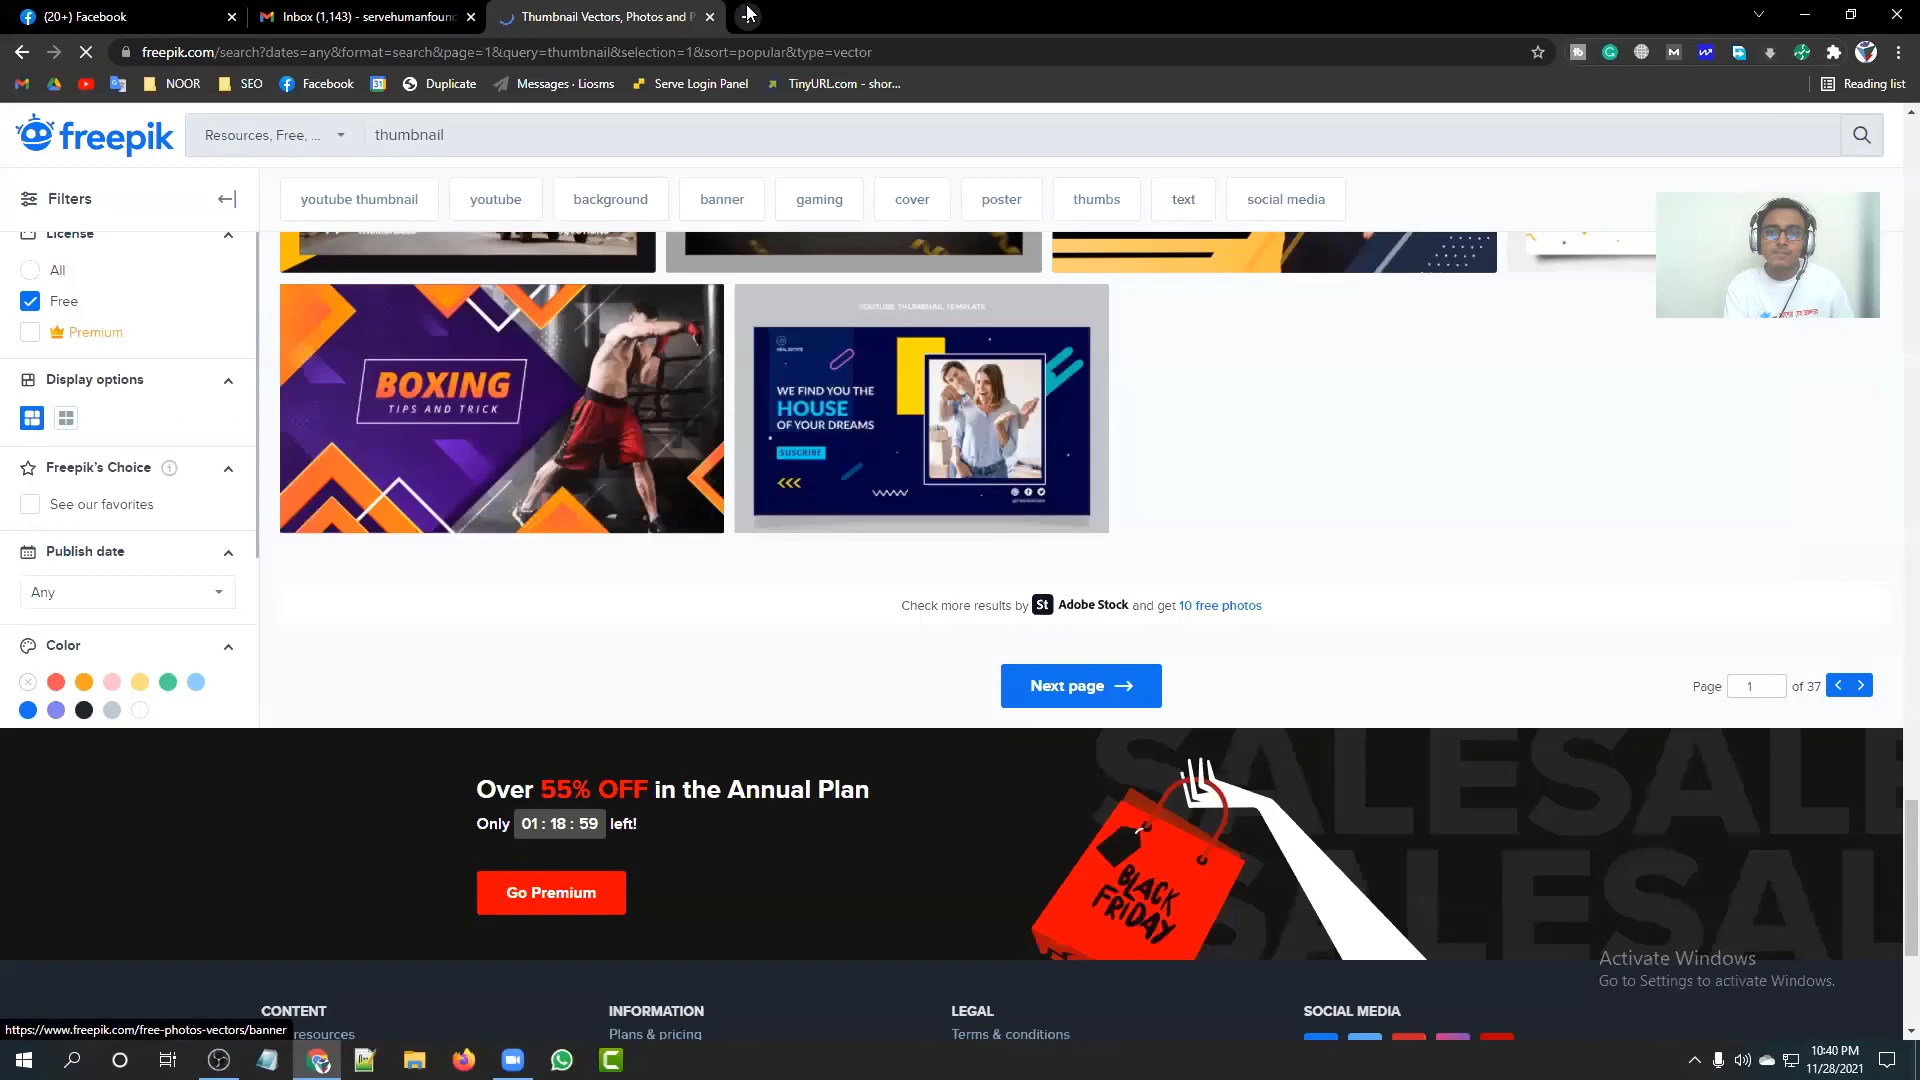 (20+) Facebook
Inbox (1,143) - servehumanfoun
Thumbnail Vectors, Photos and P
freepik.com/search?dates=any&format=search&page=1&query=thumbnail&selection=1&sort=popular&type=vector
NOOR
SEO
Facebook
31
Duplicate
Messages · Liosms
Serve Login Panel
TinyURL.com - shor...
Reading list
freepik
Resources, Free, ...
thumbnail
Filters
youtube thumbnail
youtube
background
banner
gaming
cover
poster
thumbs
text
social media
License
All
Free
Premium
Display options
Freepik's Choice
See our favorites
Publish date
Any
Color
BOXING
TIPS AND TRICK
YOUTUBE THUMBNAIL TEMPLATE
REAL ESTATE
WE FIND YOU THE
HOUSE
OF YOUR DREAMS
SUSCRIBE
Check more results by St Adobe Stock and get 10 free photos
Next page
Page 1 of 37
Over 55% OFF in the Annual Plan
Only 01 : 18 : 59 left!
Go Premium
BLACK
FRIDAY
SALESALE
SALESAL
Activate Windows
Go to Settings to activate Windows.
CONTENT
INFORMATION
LEGAL
SOCIAL MEDIA
https://www.freepik.com/free-photos-vectors/banner
resources
Plans & pricing
Terms & conditions
10:40 PM
11/28/2021